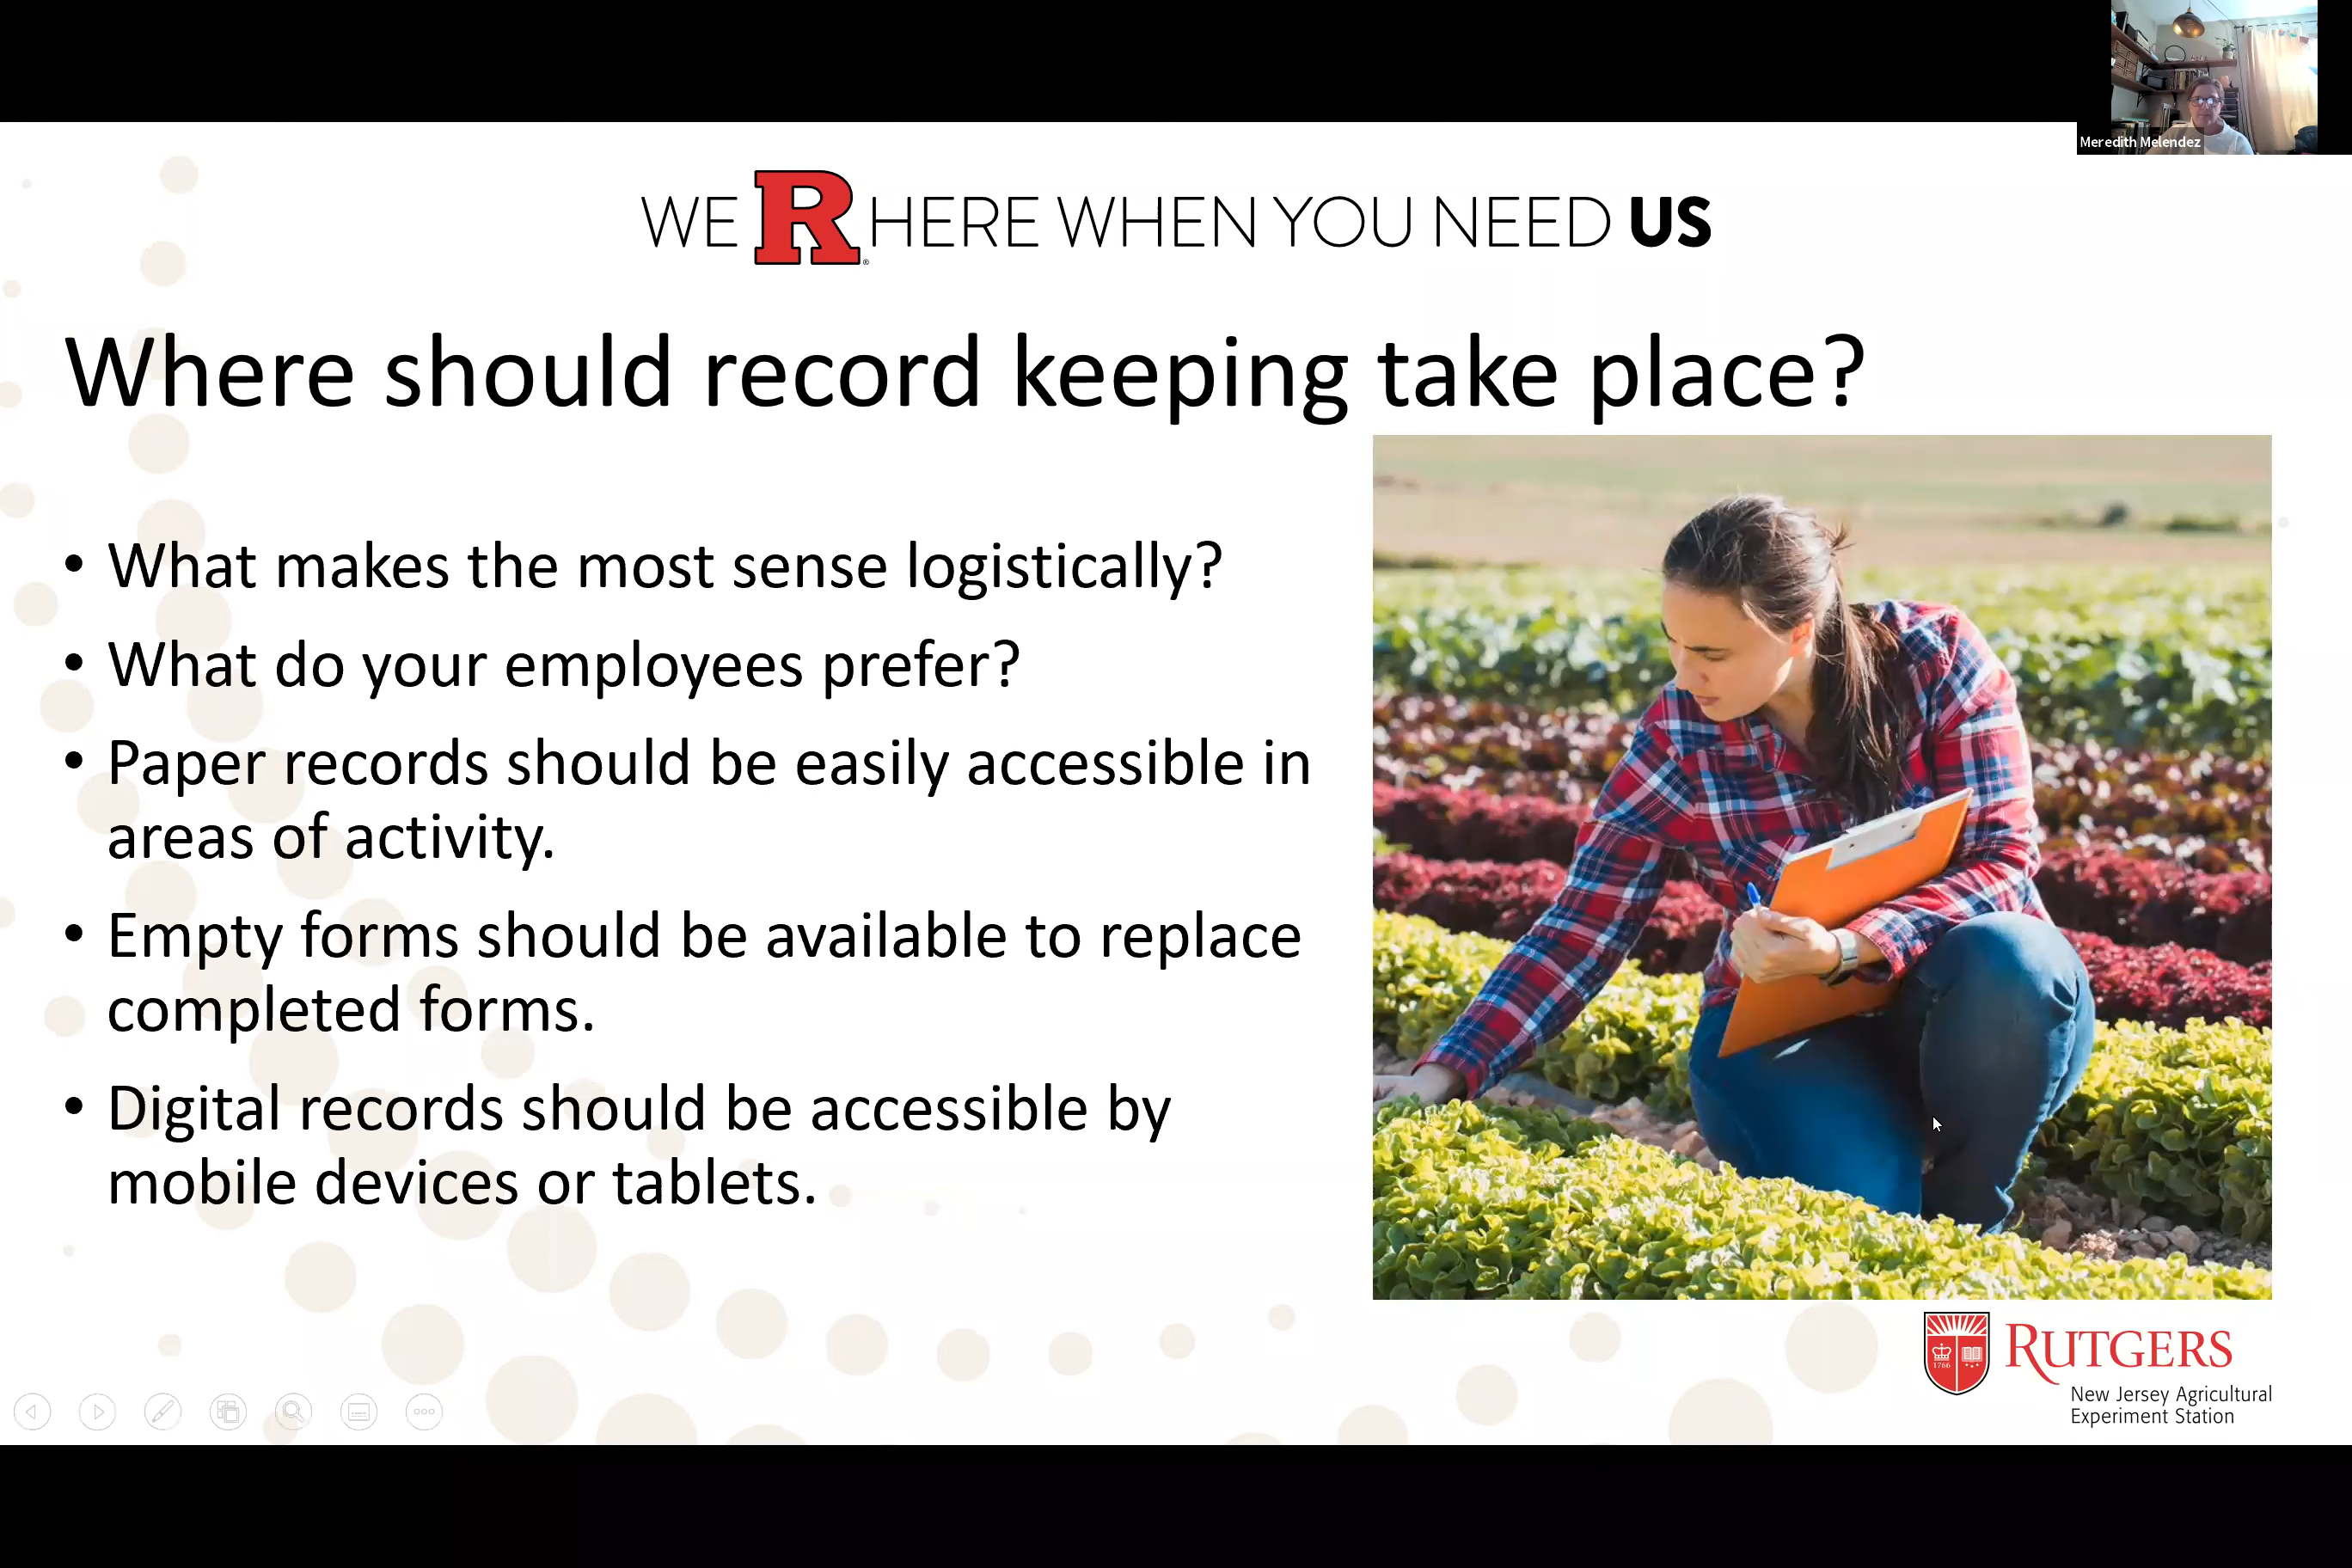 Meredith Melendez
WE R HERE WHEN YOU NEED US
Where should record keeping take place?
• What makes the most sense logistically?
• What do your employees prefer?
• Paper records should be easily accessible in
areas of activity.
• Empty forms should be available to replace
completed forms.
• Digital records should be accessible by
mobile devices or tablets.
1766
RUTGERS
New Jersey Agricultural
Experiment Station